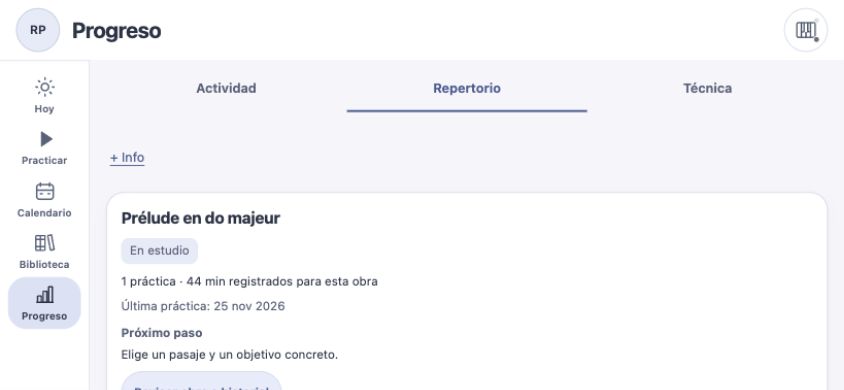 RP
Progreso
Hoy
Practicar
Calendario
Biblioteca
Progreso
Actividad
Repertorio
Técnica
+ Info
Prélude en do majeur
En estudio
1 práctica · 44 min registrados para esta obra
Última práctica: 25 nov 2026
Próximo paso
Elige un pasaje y un objetivo concreto.